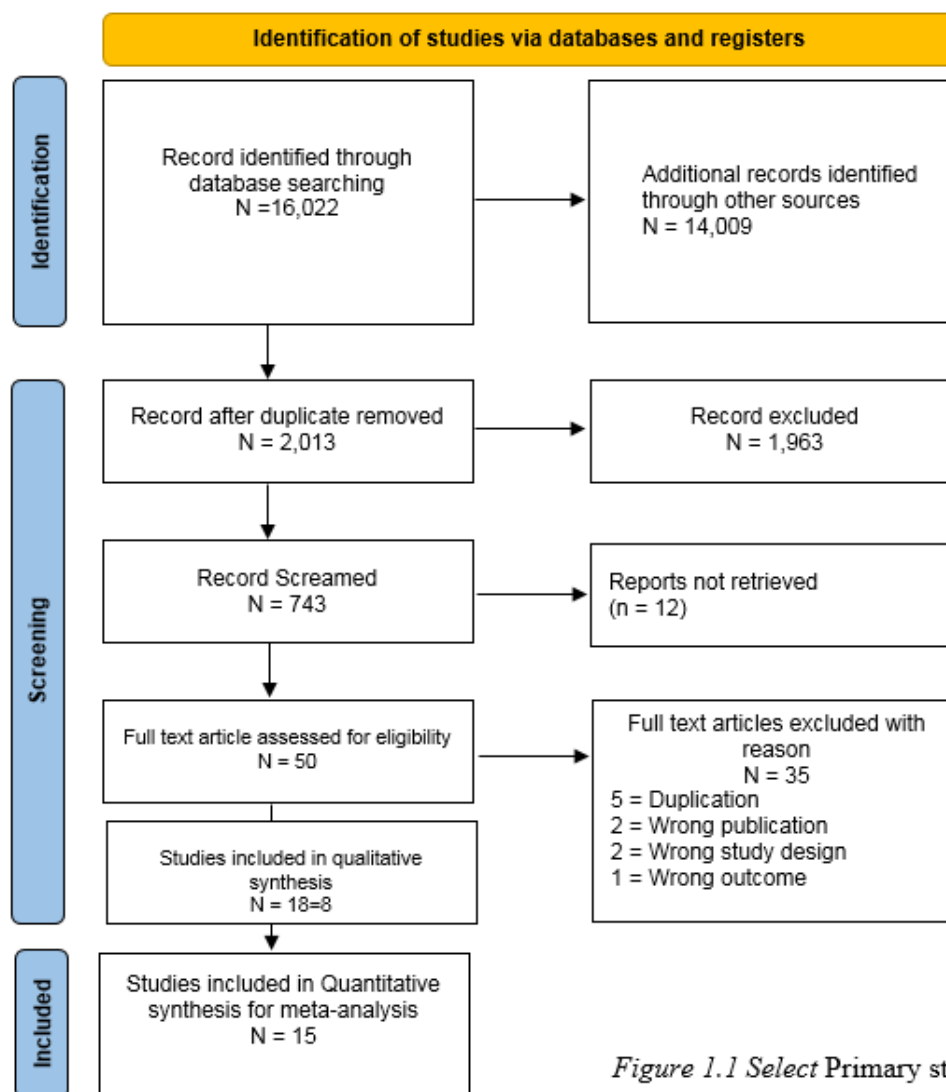 Identification of studies via databases and registers
Identification
Record identified through
database searching
N =16,022
Additional records identified
through other sources
N = 14,009
Screening
Record after duplicate removed
N = 2,013
Record excluded
N = 1,963
Record Screamed
N = 743
Reports not retrieved
(n = 12)
Full text article assessed for eligibility
N = 50
Full text articles excluded with
reason
N = 35
5 = Duplication
2 = Wrong publication
2 = Wrong study design
1 = Wrong outcome
Studies included in qualitative
synthesis
N = 18=8
Included
Studies included in Quantitative
synthesis for meta-analysis
N = 15
Figure 1.1 Select Primary st